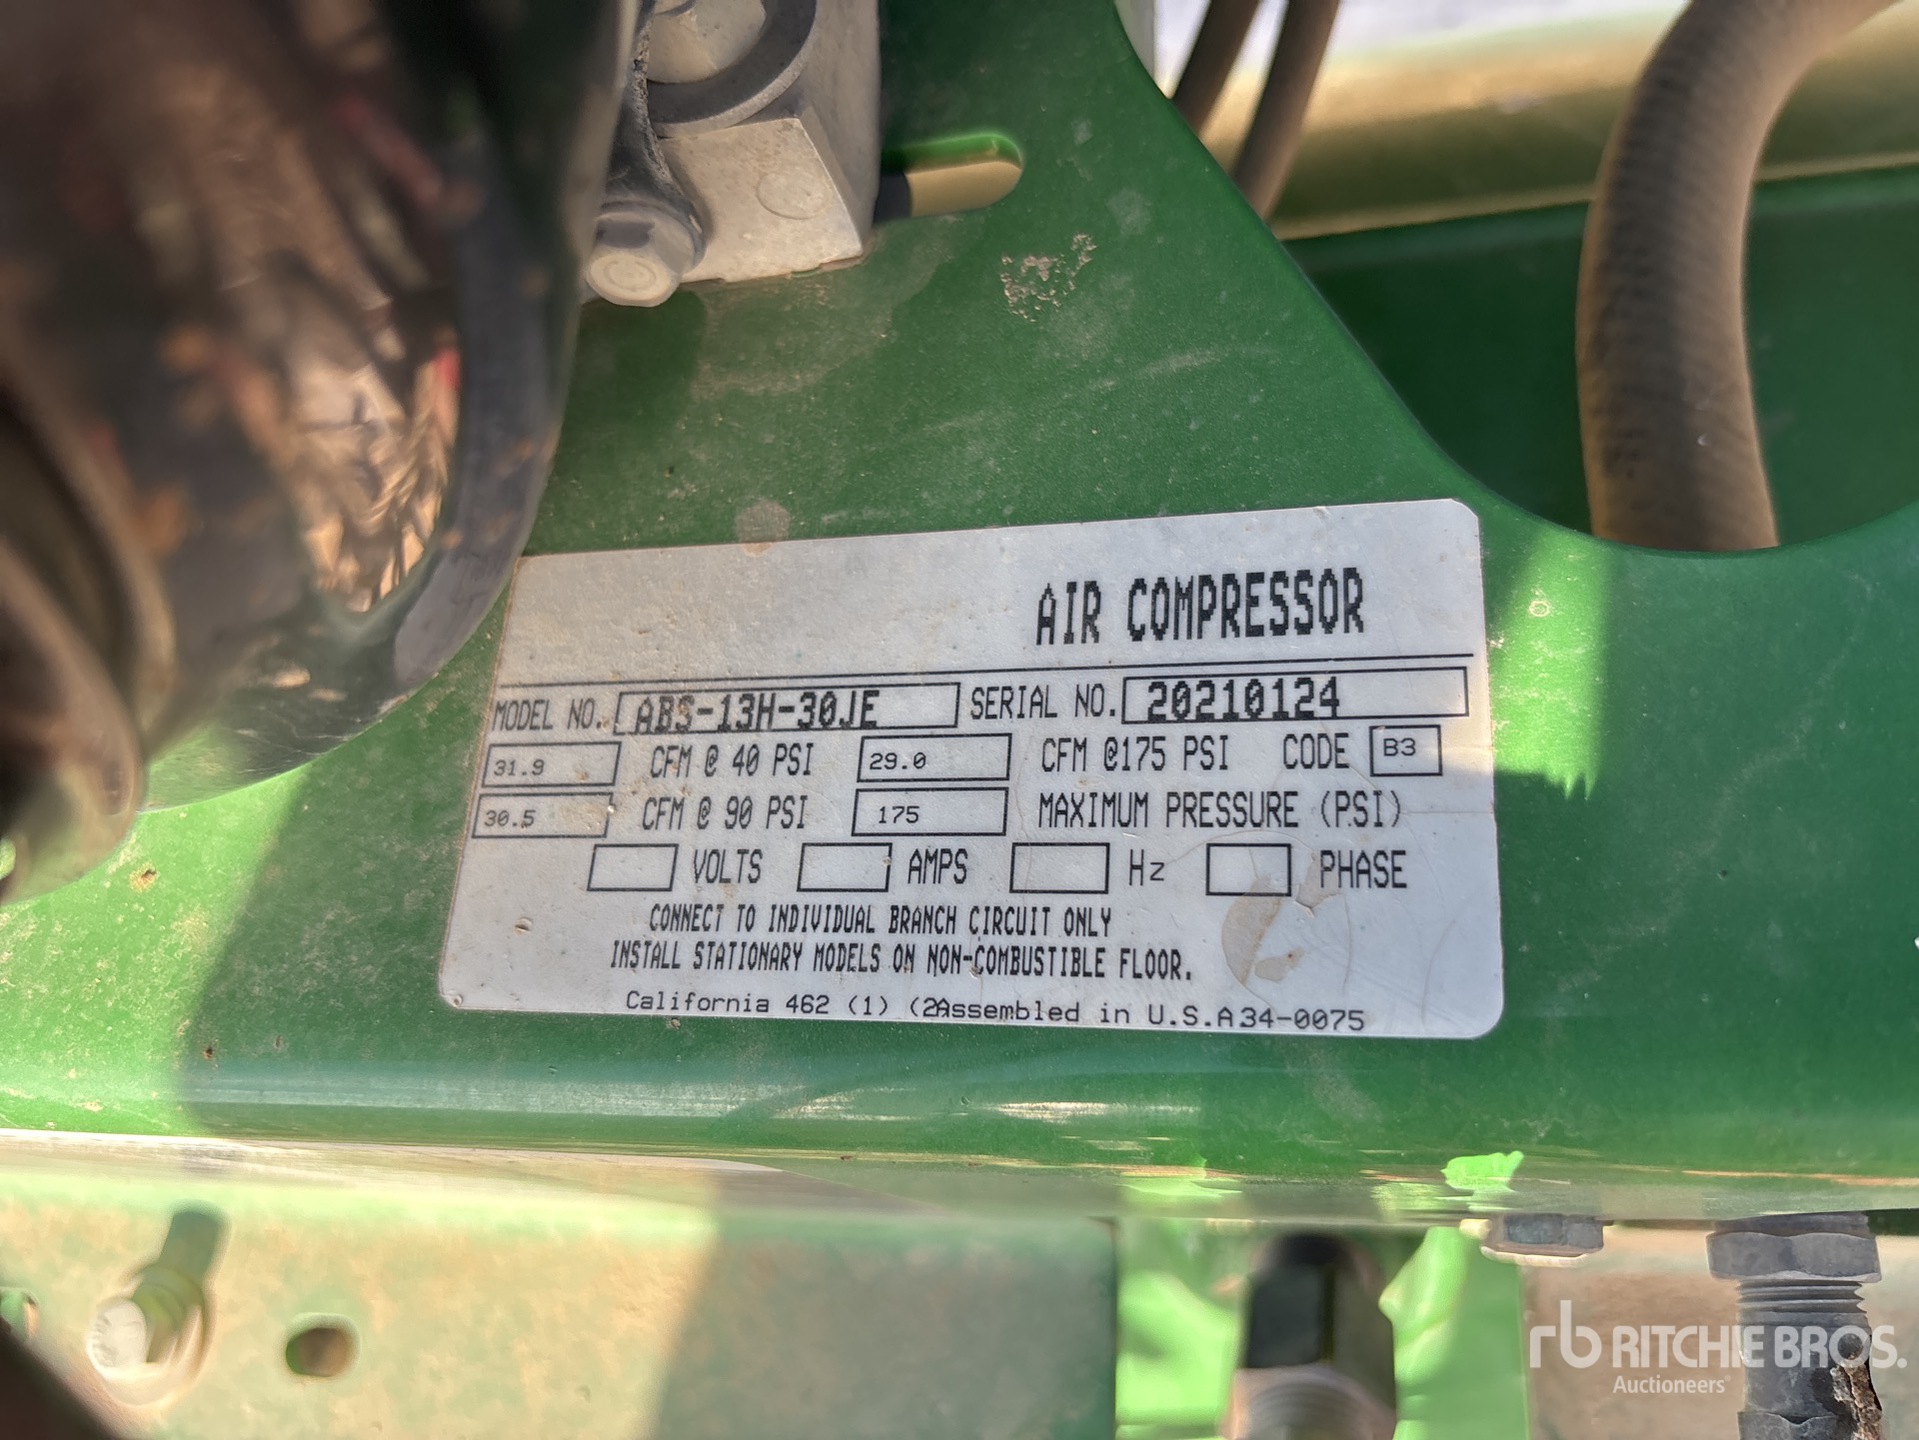 AIR COMPRESSOR
MODEL NO. ABS-13H-30JE SERIAL NO. 20210124
31.9 CFM @ 40 PSI 29.0 CFM @175 PSI CODE B3
30.5 CFM @ 90 PSI 175 MAXIMUM PRESSURE (PSI)
VOLTS AMPS Hz PHASE
CONNECT TO INDIVIDUAL BRANCH CIRCUIT ONLY
INSTALL STATIONARY MODELS ON NON-COMBUSTIBLE FLOOR.
California 462 (1) (2Assembled in U.S.A34-0075
rb RITCHIE BROS.
Auctioneers